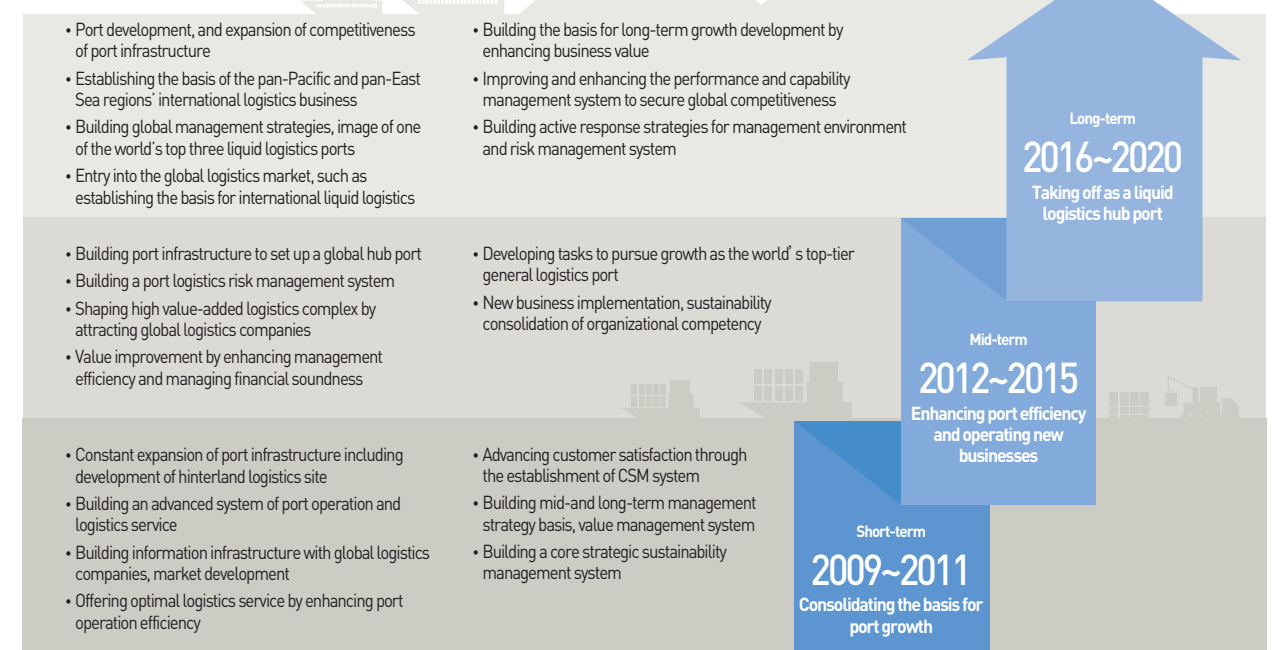 • Port development, and expansion of competitiveness
of port infrastructure
• Establishing the basis of the pan-Pacific and pan-East
Sea regions' international logistics business
• Building global management strategies, image of one
of the world's top three liquid logistics ports
• Entry into the global logistics market, such as
establishing the basis for international liquid logistics
• Building the basis for long-term growth development by
enhancing business value
• Improving and enhancing the performance and capability
management system to secure global competitiveness
• Building active response strategies for management environment
and risk management system
Long-term
2016~2020
Taking off as a liquid
logistics hub port
• Building port infrastructure to set up a global hub port
• Building a port logistics risk management system
• Shaping high value-added logistics complex by
attracting global logistics companies
• Value improvement by enhancing management
efficiency and managing financial soundness
• Developing tasks to pursue growth as the world's top-tier
general logistics port
• New business implementation, sustainability
consolidation of organizational competency
Mid-term
2012~2015
Enhancing port efficiency
and operating new
businesses
• Constant expansion of port infrastructure including
development of hinterland logistics site
• Building an advanced system of port operation and
logistics service
• Building information infrastructure with global logistics
companies, market development
• Offering optimal logistics service by enhancing port
operation efficiency
• Advancing customer satisfaction through
the establishment of CSM system
• Building mid-and long-term management
strategy basis, value management system
• Building a core strategic sustainability
management system
Short-term
2009~2011
Consolidating the basis for
port growth